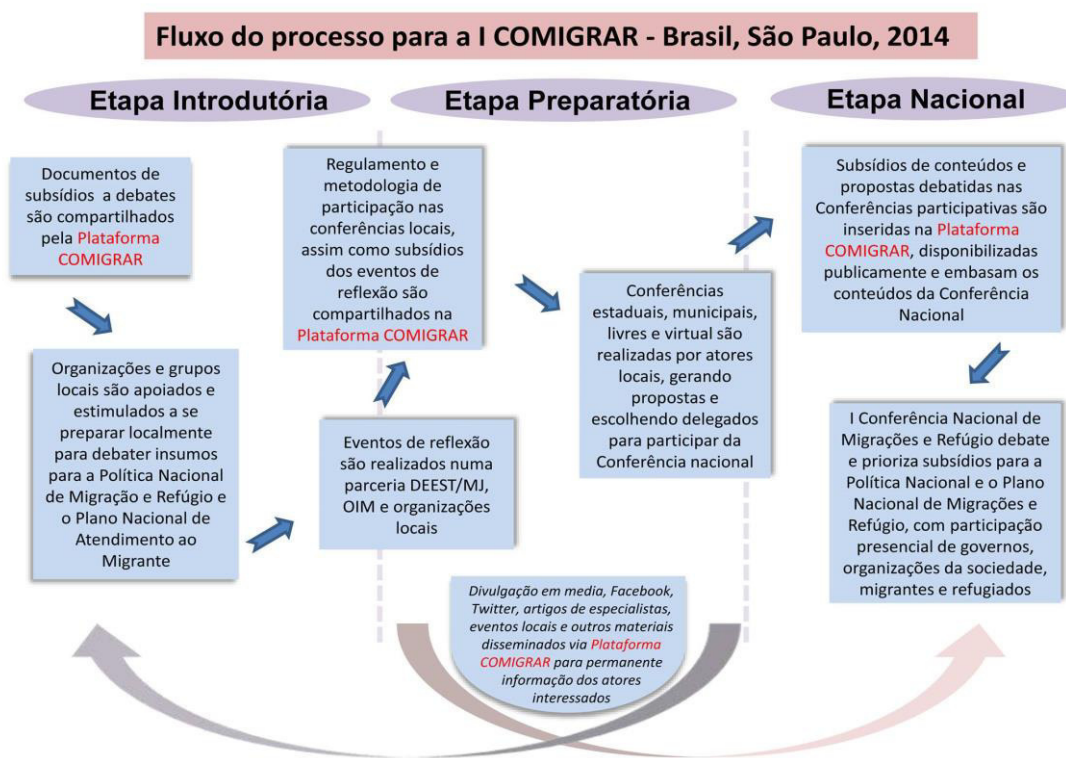 Fluxo do processo para a I COMIGRAR - Brasil, São Paulo, 2014
Etapa Introdutória
Etapa Preparatória
Etapa Nacional
Documentos de
subsídios a debates
são compartilhados
pela Plataforma
COMIGRAR
Organizações e grupos
locais são apoiados e
estimulados a se
preparar localmente
para debater insumos
para a Política Nacional
de Migração e Refúgio e
o Plano Nacional de
Atendimento ao
Migrante
Eventos de reflexão
são realizados numa
parceria DEEST/MJ,
OIM e organizações
locais
Regulamento e
metodologia de
participação nas
conferências locais,
assim como subsídios
dos eventos de
reflexão são
compartilhados na
Plataforma COMIGRAR
Conferências
estaduais, municipais,
livres e virtual são
realizadas por atores
locais, gerando
propostas e
escolhendo delegados
para participar da
Conferência nacional
Subsídios de conteúdos e
propostas debatidas nas
Conferências participativas são
inseridas na Plataforma
COMIGRAR, disponibilizadas
publicamente e embasam os
conteúdos da Conferência
Nacional
I Conferência Nacional de
Migrações e Refúgio debate
e prioriza subsídios para a
Política Nacional e o Plano
Nacional de Migrações e
Refúgio, com participação
presencial de governos,
organizações da sociedade,
migrantes e refugiados
Divulgação em media, Facebook,
Twitter, artigos de especialistas,
eventos locais e outros materiais
disseminados via Plataforma
COMIGRAR para permanente
informação dos atores
interessados